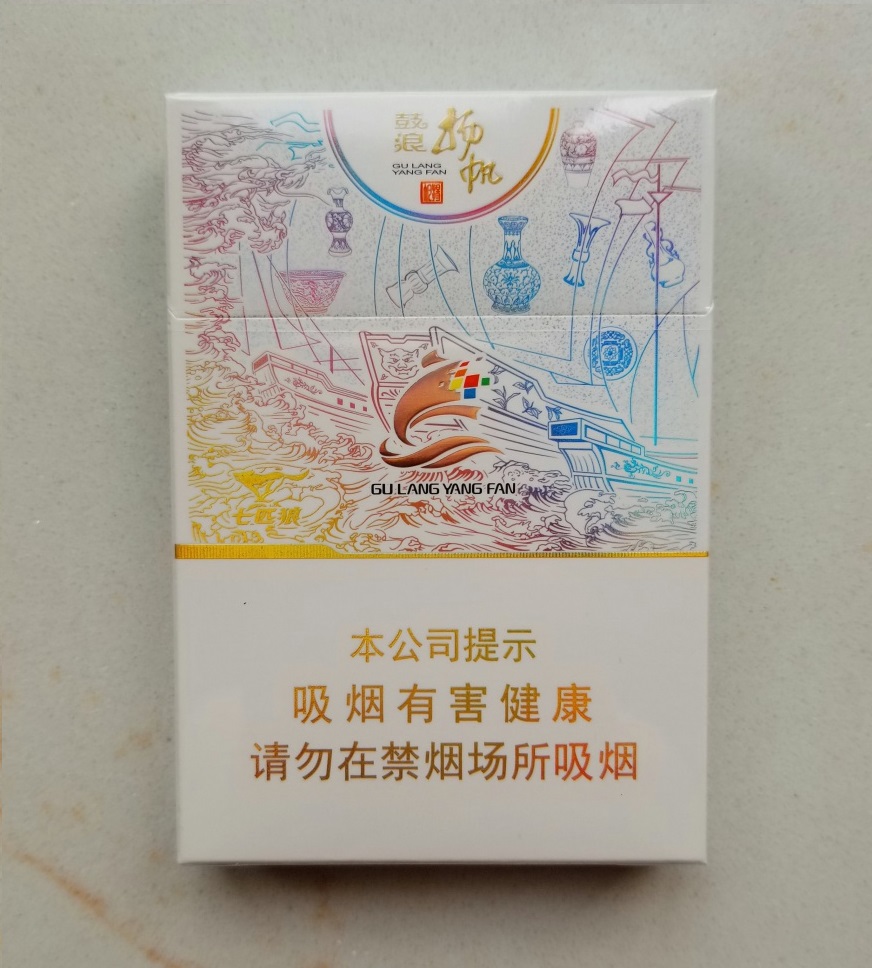 鼓浪
扬帆
GU LANG
YANG FAN
GU LANG YANG FAN
七匹狼
本公司提示
吸烟有害健康
请勿在禁烟场所吸烟